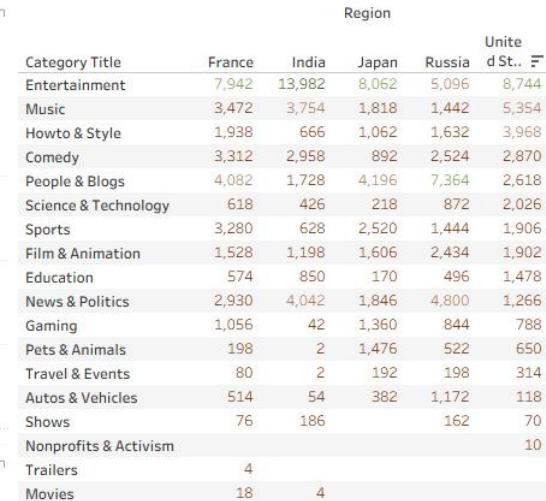 Region
Unite
Category Title France India Japan Russia d St..
Entertainment 7,942 13,982 8,062 5,096 8,744
Music 3,472 3,754 1,818 1,442 5,354
Howto & Style 1,938 666 1,062 1,632 3,968
Comedy 3,312 2,958 892 2,524 2,870
People & Blogs 4,082 1,728 4,196 7,364 2,618
Science & Technology 618 426 218 872 2,026
Sports 3,280 628 2,520 1,444 1,906
Film & Animation 1,528 1,198 1,606 2,434 1,902
Education 574 850 170 496 1,478
News & Politics 2,930 4,042 1,846 4,800 1,266
Gaming 1,056 42 1,360 844 788
Pets & Animals 198 2 1,476 522 650
Travel & Events 80 2 192 198 314
Autos & Vehicles 514 54 382 1,172 118
Shows 76 186 162 70
Nonprofits & Activism 10
Trailers 4
Movies 18 4